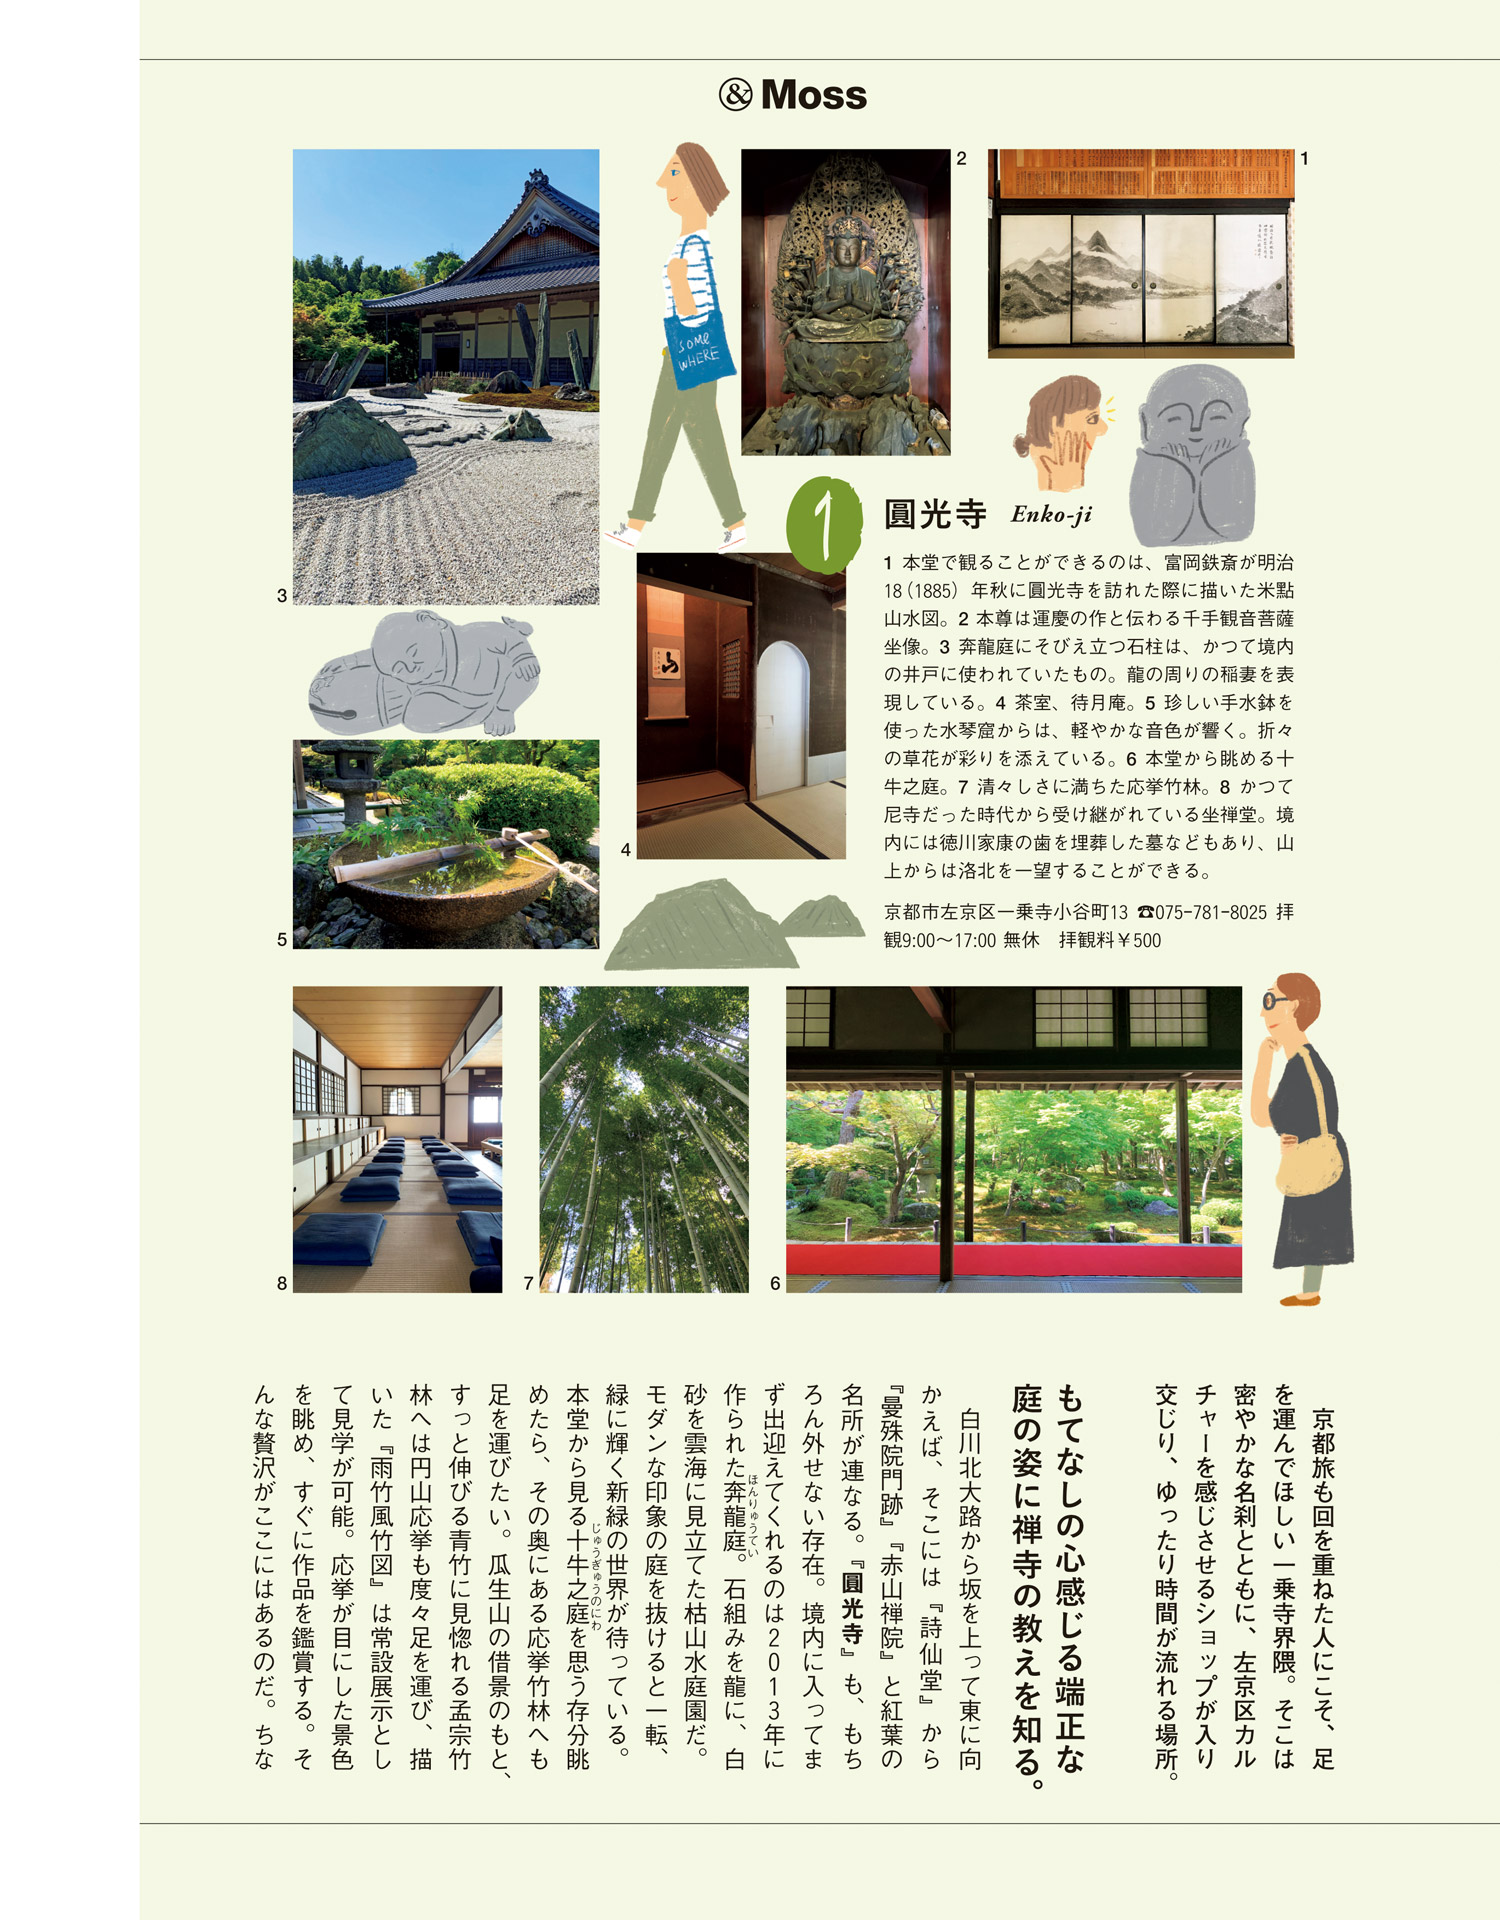 & Moss
1
2
3
4
5
6
7
8
SOME
WHERE
1
圓光寺 Enko-ji
1 本堂で観ることができるのは、富岡鉄斎が明治
18（1885）年秋に圓光寺を訪れた際に描いた米點
山水図。2 本尊は運慶の作と伝わる千手観音菩薩
坐像。3 奔龍庭にそびえ立つ石柱は、かつて境内
の井戸に使われていたもの。龍の周りの稲妻を表
現している。4 茶室、待月庵。5 珍しい手水鉢を
使った水琴窟からは、軽やかな音色が響く。折々
の草花が彩りを添えている。6 本堂から眺める十
牛之庭。7 清々しさに満ちた応挙竹林。8 かつて
尼寺だった時代から受け継がれている坐禅堂。境
内には徳川家康の歯を埋葬した墓などもあり、山
上からは洛北を一望することができる。
京都市左京区一乗寺小谷町13 ☎075-781-8025 拝
観9:00〜17:00 無休　拝観料￥500
京都旅も回を重ねた人にこそ、足
を運んでほしい一乗寺界隈。そこは
密やかな名刹とともに、左京区カル
チャーを感じさせるショップが入り
交じり、ゆったり時間が流れる場所。
もてなしの心感じる端正な
庭の姿に禅寺の教えを知る。
白川北大路から坂を上って東に向
かえば、そこには『詩仙堂』から
『曼殊院門跡』『赤山禅院』と紅葉の
名所が連なる。『圓光寺』も、もち
ろん外せない存在。境内に入ってま
ず出迎えてくれるのは2013年に
作られた奔龍庭。石組みを龍に、白
ほんりゅうてい
砂を雲海に見立てた枯山水庭園だ。
モダンな印象の庭を抜けると一転、
緑に輝く新緑の世界が待っている。
本堂から見る十牛之庭を思う存分眺
じゅうぎゅうのにわ
めたら、その奥にある応挙竹林へも
足を運びたい。瓜生山の借景のもと、
すっと伸びる青竹に見惚れる孟宗竹
林へは円山応挙も度々足を運び、描
いた『雨竹風竹図』は常設展示とし
て見学が可能。応挙が目にした景色
を眺め、すぐに作品を鑑賞する。そ
んな贅沢がここにはあるのだ。ちな